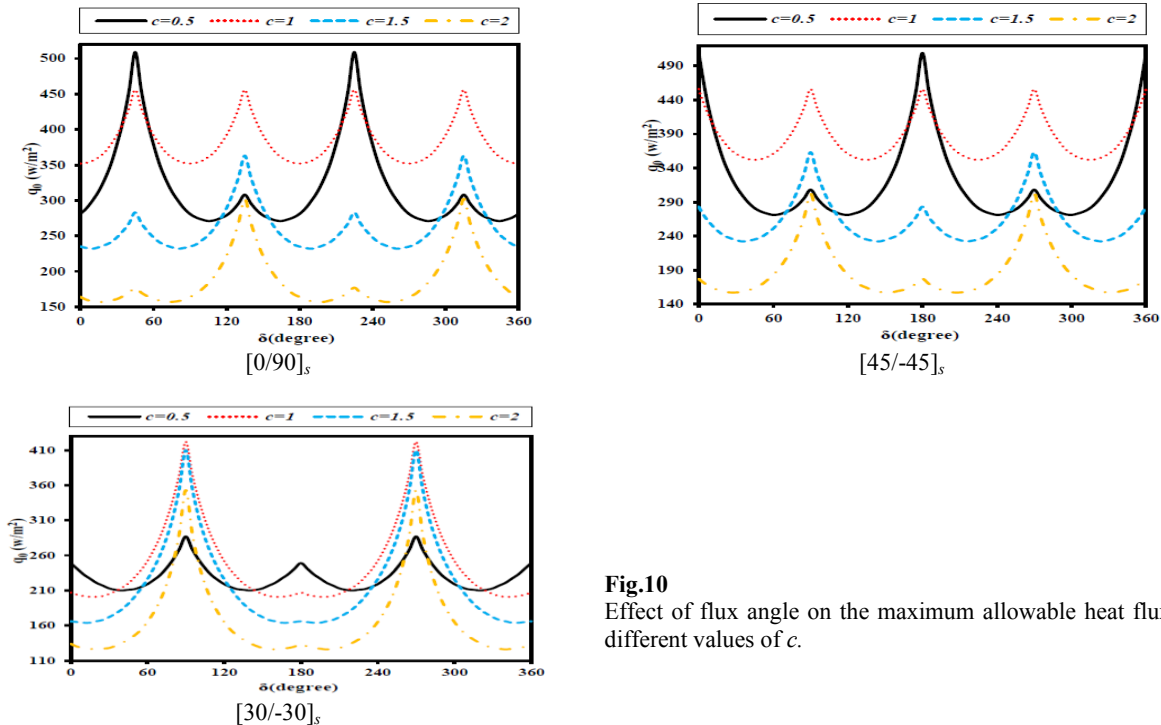 c=0.5 c=1 c=1.5 c=2
500
450
400
350
300
250
200
150
q₀ (w/m²)
0 60 120 180 240 300 360
δ(degree)
[0/90]s
c=0.5 c=1 c=1.5 c=2
490
440
390
340
290
240
190
140
q₀ (w/m²)
0 60 120 180 240 300 360
δ(degree)
[45/-45]s
c=0.5 c=1 c=1.5 c=2
410
360
310
260
210
160
110
q₀ (w/m²)
0 60 120 180 240 300 360
δ(degree)
[30/-30]s
Fig.10
Effect of flux angle on the maximum allowable heat flu
different values of c.